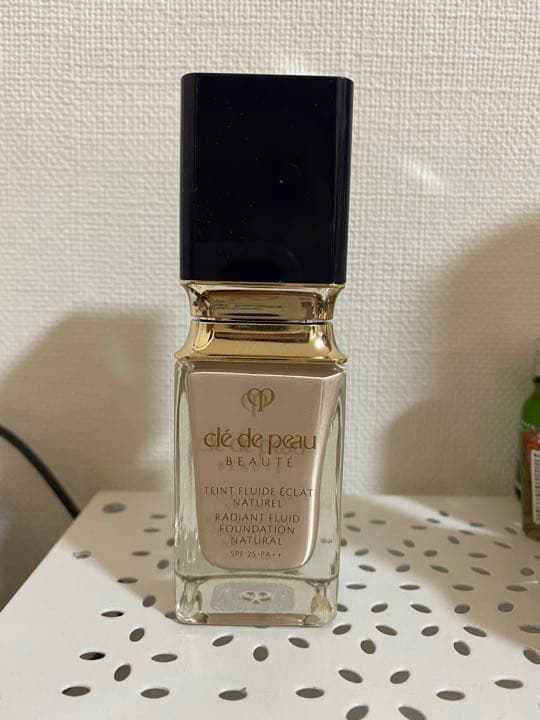 clé de peau
BEAUTÉ
TEINT FLUIDE ÉCLAT
NATUREL
RADIANT FLUID
FOUNDATION
NATURAL
SPF 25•PA++